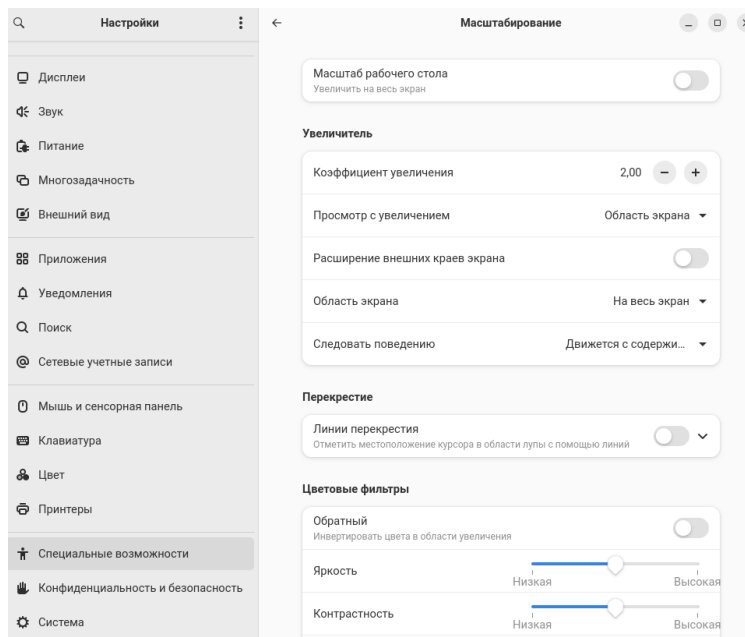 Настройки
Дисплеи
Звук
Питание
Многозадачность
Внешний вид
Приложения
Уведомления
Поиск
Сетевые учетные записи
Мышь и сенсорная панель
Клавиатура
Цвет
Принтеры
Специальные возможности
Конфиденциальность и безопасность
Система
Масштабирование
Масштаб рабочего стола
Увеличить на весь экран
Увеличитель
Коэффициент увеличения 2,00 − +
Просмотр с увеличением Область экрана
Расширение внешних краев экрана
Область экрана На весь экран
Следовать поведению Движется с содержи...
Перекрестие
Линии перекрестия
Отметить местоположение курсора в области лупы с помощью линий
Цветовые фильтры
Обратный
Инвертировать цвета в области увеличения
Яркость
Низкая Высокая
Контрастность
Низкая Высокая